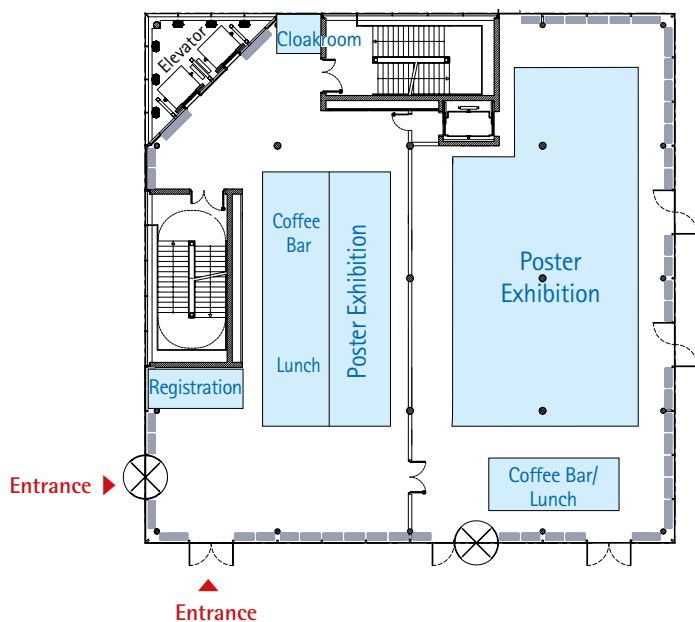 Elevator
Cloakroom
Coffee
Bar
Lunch
Poster Exhibition
Poster
Exhibition
Registration
Coffee Bar/
Lunch
Entrance
Entrance